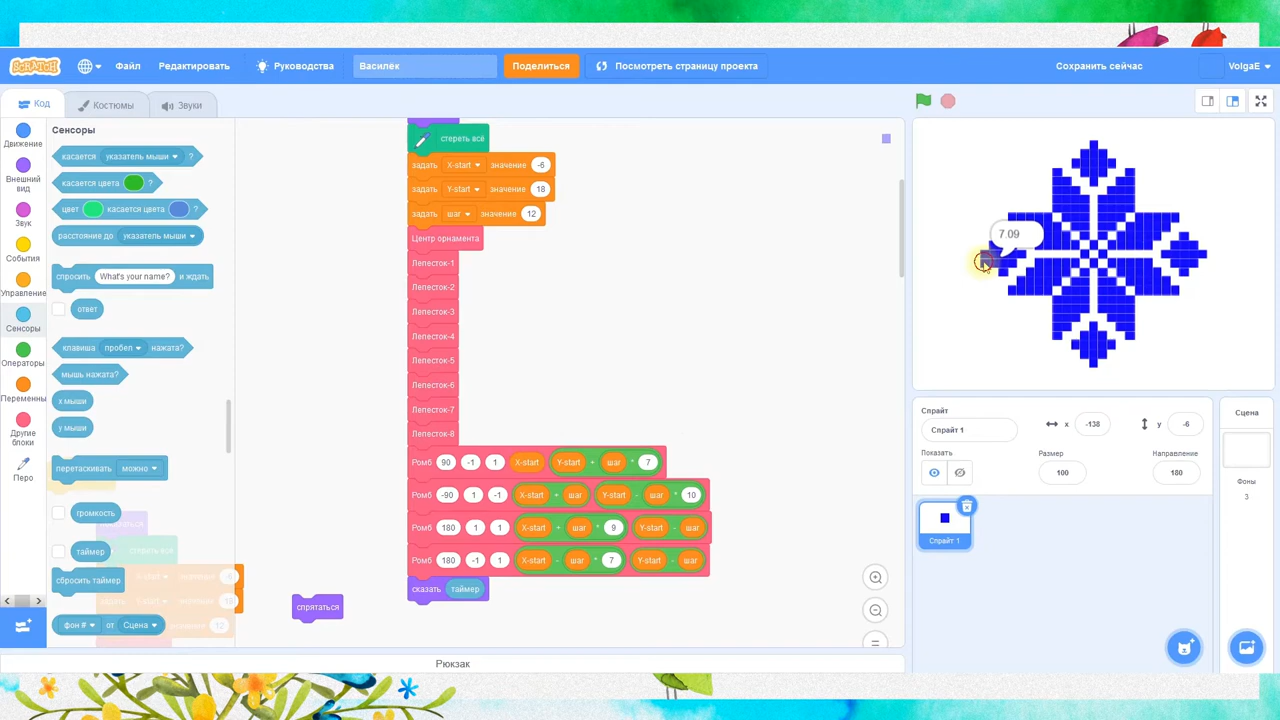 SCRATCH Файл Редактировать Руководства Василёк Поделиться Посмотреть страницу проекта Сохранить сейчас VolgaE
Код Костюмы Звуки
Движение
Внешний вид
Звук
События
Управление
Сенсоры
Операторы
Переменны
Другие блоки
Перо
Сенсоры
касается указатель мыши ?
касается цвета ?
цвет касается цвета ?
расстояние до указатель мыши
спросить What's your name? и ждать
ответ
клавиша пробел нажата?
мышь нажата?
x мыши
y мыши
перетаскивать можно
громкость
таймер
сбросить таймер
фон # от Сцена
стереть всё
задать X-start значение -6
задать Y-start значение 18
задать шаг значение 12
Центр орнамента
Лепесток-1
Лепесток-2
Лепесток-3
Лепесток-4
Лепесток-5
Лепесток-6
Лепесток-7
Лепесток-8
Ромб 90 -1 1 X-start Y-start + шаг * 7
Ромб -90 1 -1 X-start + шаг Y-start - шаг * 10
Ромб 180 1 1 X-start + шаг * 9 Y-start - шаг
Ромб 180 -1 1 X-start - шаг * 7 Y-start - шаг
сказать таймер
спрятаться
7.09
Спрайт
Спрайт 1 x -138 y -6
Показать Размер Направление
100 180
Спрайт 1
Сцена
Фоны
3
Рюкзак